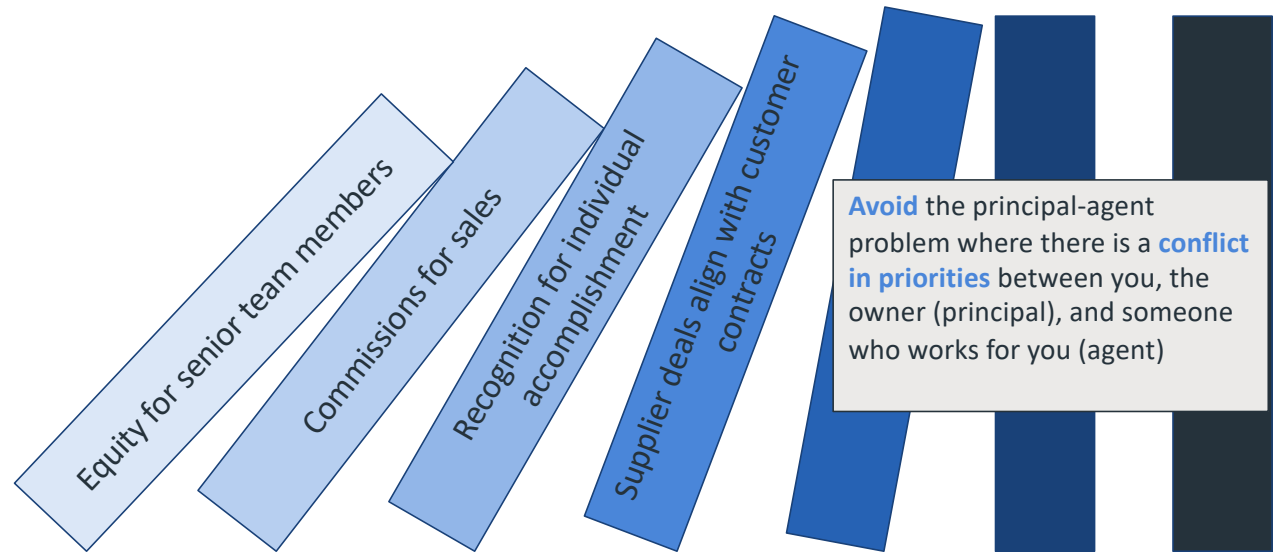 Equity for senior team members
Commissions for sales
Recognition for individual
accomplishment
Supplier deals align with customer
contracts
Avoid the principal-agent
problem where there is a conflict
in priorities between you, the
owner (principal), and someone
who works for you (agent)